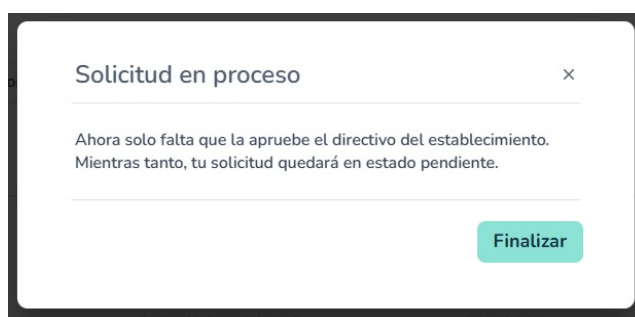 Solicitud en proceso
Ahora solo falta que la apruebe el directivo del establecimiento.
Mientras tanto, tu solicitud quedará en estado pendiente.
Finalizar